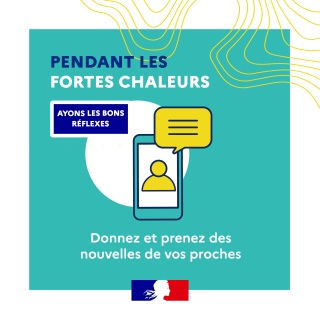 PENDANT LES
FORTES CHALEURS
AYONS LES BONS
RÉFLEXES
Donnez et prenez des
nouvelles de vos proches